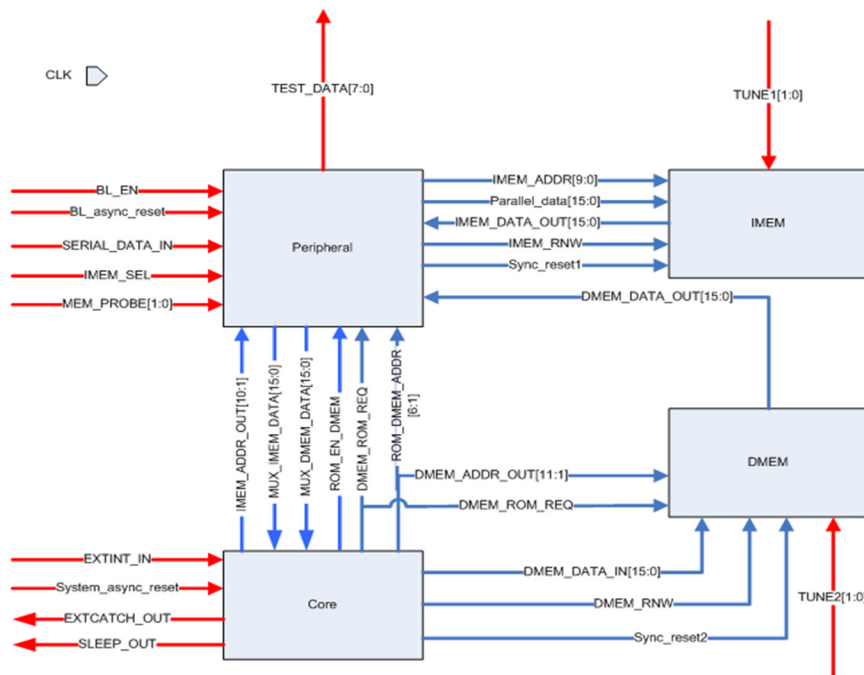 CLK
TEST_DATA[7:0]
TUNE1[1:0]
BL_EN
BL_async_reset
SERIAL_DATA_IN
IMEM_SEL
MEM_PROBE[1:0]
Peripheral
IMEM_ADDR[9:0]
Parallel_data[15:0]
IMEM_DATA_OUT[15:0]
IMEM_RNW
Sync_reset1
IMEM
DMEM_DATA_OUT[15:0]
IMEM_ADDR_OUT[10:1]
MUX_IMEM_DATA[15:0]
MUX_DMEM_DATA[15:0]
ROM_EN_DMEM
DMEM_ROM_REQ
ROM_DMEM_ADDR
[6:1]
DMEM_ADDR_OUT[11:1]
DMEM_ROM_REQ
DMEM
EXTINT_IN
System_async_reset
EXTCATCH_OUT
SLEEP_OUT
Core
DMEM_DATA_IN[15:0]
DMEM_RNW
Sync_reset2
TUNE2[1:0]